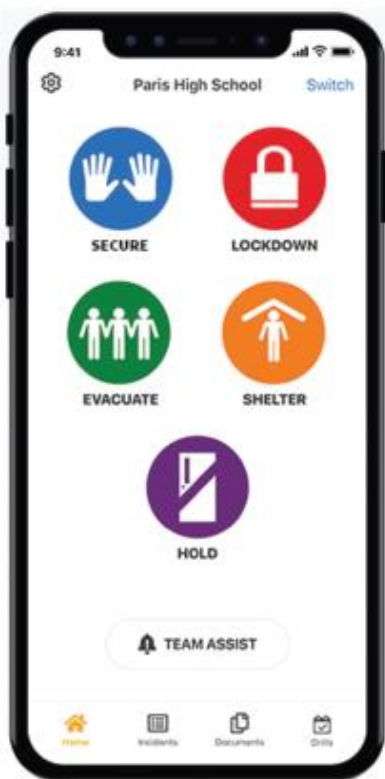 9:41
Paris High School Switch
SECURE LOCKDOWN
EVACUATE SHELTER
HOLD
TEAM ASSIST
Home Incidents Documents Drills